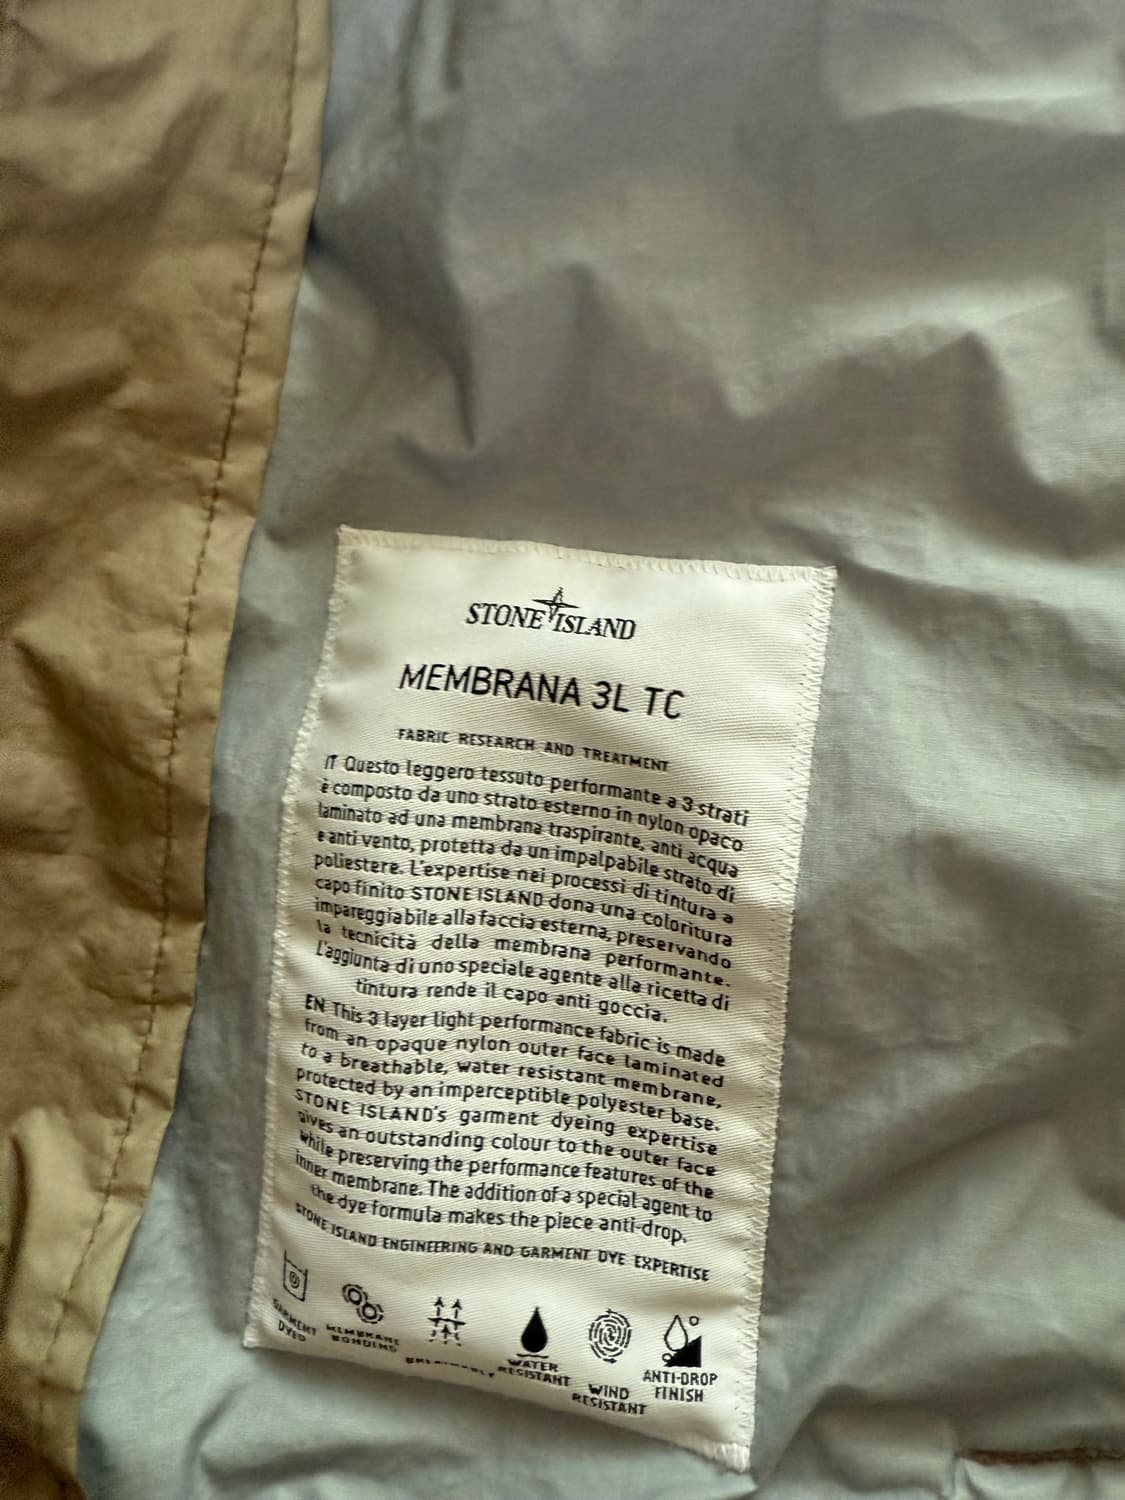 STONE ISLAND
MEMBRANA 3L TC
FABRIC RESEARCH AND TREATMENT
IT Questo leggero tessuto performante a 3 strati
è composto da uno strato esterno in nylon opaco
laminato ad una membrana traspirante, anti acqua
e anti vento, protetta da un impalpabile strato di
poliestere. L'expertise nei processi di tintura a
capo finito STONE ISLAND dona una coloritura
impareggiabile alla faccia esterna, preservando
la tecnicità della membrana performante.
L'aggiunta di uno speciale agente alla ricetta di
tintura rende il capo anti goccia.
EN This 3 layer light performance fabric is made
from an opaque nylon outer face laminated
to a breathable, water resistant membrane,
protected by an imperceptible polyester base.
STONE ISLAND's garment dyeing expertise
gives an outstanding colour to the outer face
while preserving the performance features of the
inner membrane. The addition of a special agent to
the dye formula makes the piece anti-drop.
STONE ISLAND ENGINEERING AND GARMENT DYE EXPERTISE
GARMENT
DYED
MEMBRANE
BONDING
WATER
RESISTANT
WIND
RESISTANT
ANTI-DROP
FINISH